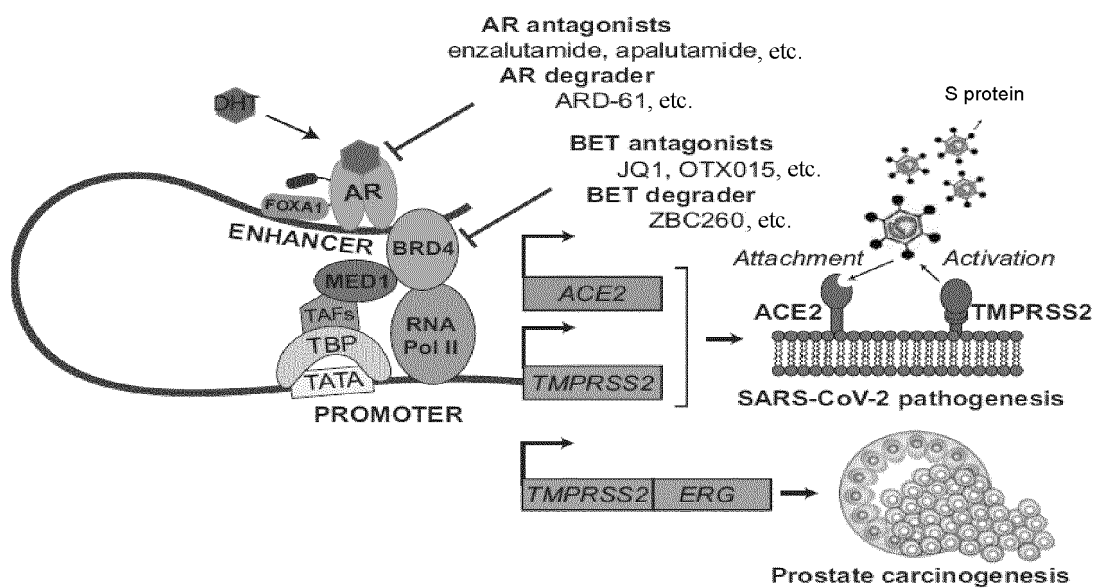 AR antagonists
enzalutamide, apalutamide, etc.
AR degrader
ARD-61, etc.
DHT
S protein
BET antagonists
JQ1, OTX015, etc.
BET degrader
ZBC260, etc.
AR
FOXA1
ENHANCER
BRD4
MED1
TAFs
TBP
TATA
RNA
Pol II
PROMOTER
ACE2
TMPRSS2
Attachment
Activation
ACE2
TMPRSS2
SARS-CoV-2 pathogenesis
TMPRSS2
ERG
Prostate carcinogenesis